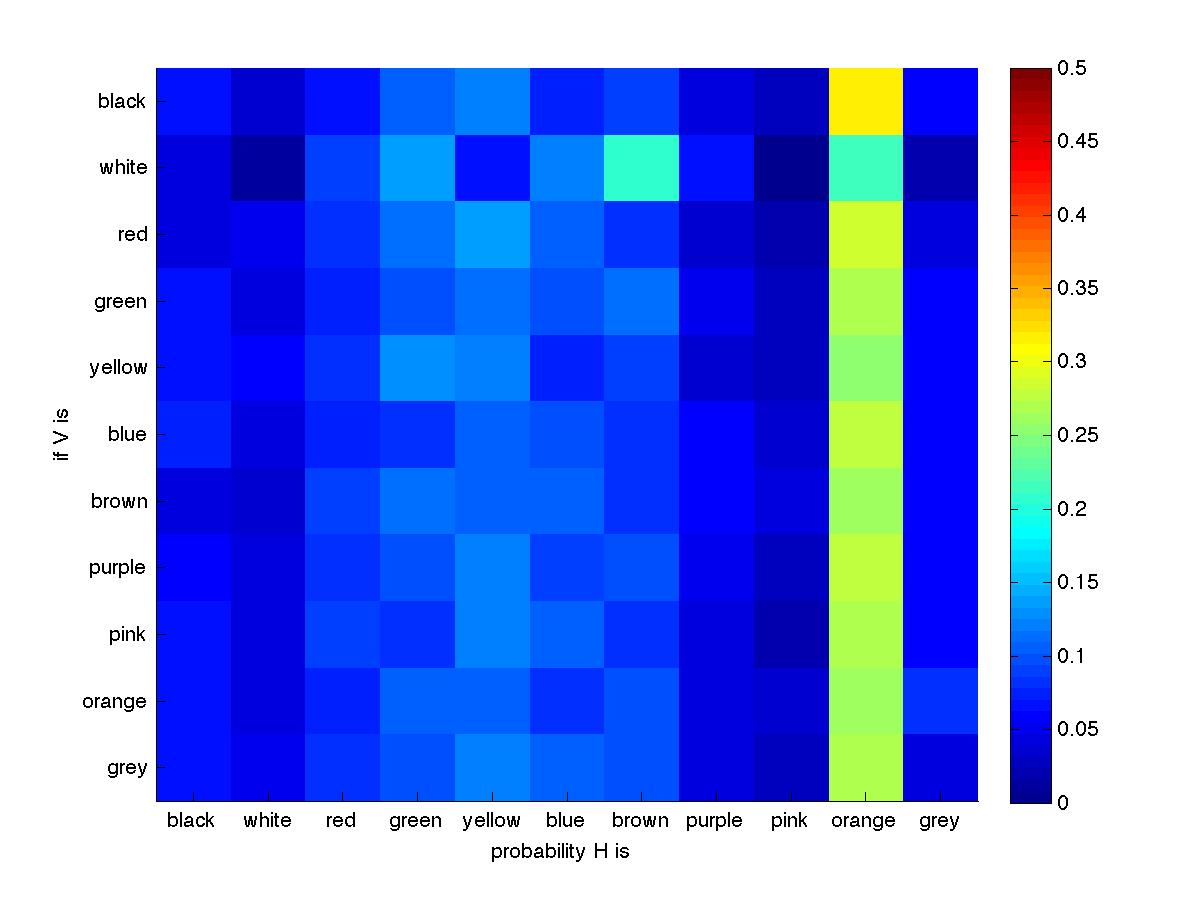 black
white
red
green
yellow
blue
brown
purple
pink
orange
grey
if V is
black white red green yellow blue brown purple pink orange grey
probability H is
0.5
0.45
0.4
0.35
0.3
0.25
0.2
0.15
0.1
0.05
0